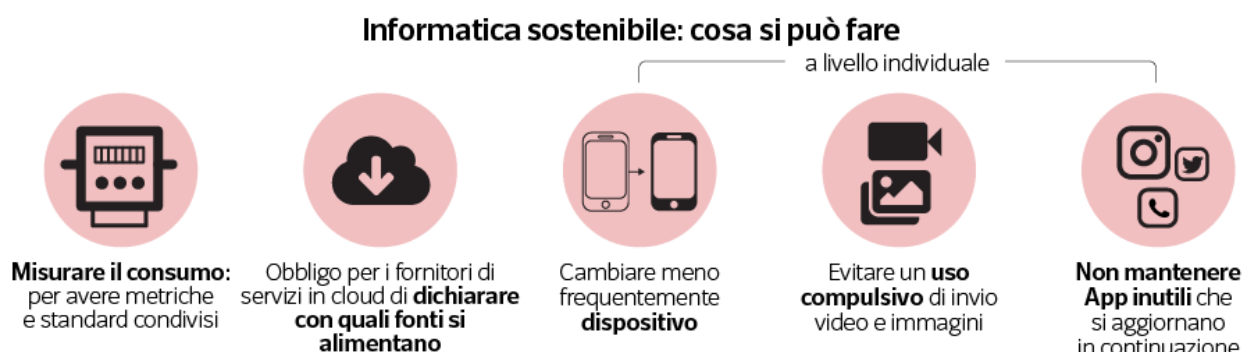 Informatica sostenibile: cosa si può fare
a livello individuale
Misurare il consumo:
per avere metriche
e standard condivisi
Obbligo per i fornitori di
servizi in cloud di dichiarare
con quali fonti si
alimentano
Cambiare meno
frequentemente
dispositivo
Evitare un uso
compulsivo di invio
video e immagini
Non mantenere
App inutili che
si aggiornano
in continuazione